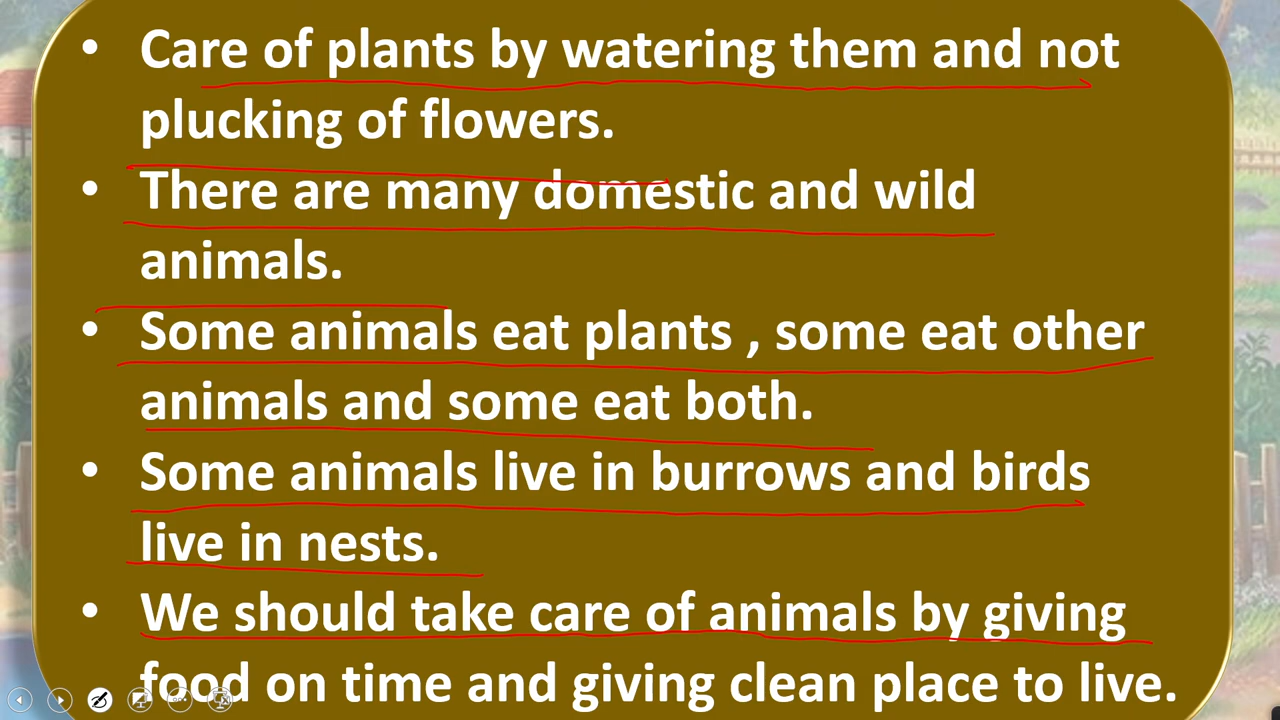 • Care of plants by watering them and not
plucking of flowers.
• There are many domestic and wild
animals.
• Some animals eat plants , some eat other
animals and some eat both.
• Some animals live in burrows and birds
live in nests.
• We should take care of animals by giving
food on time and giving clean place to live.